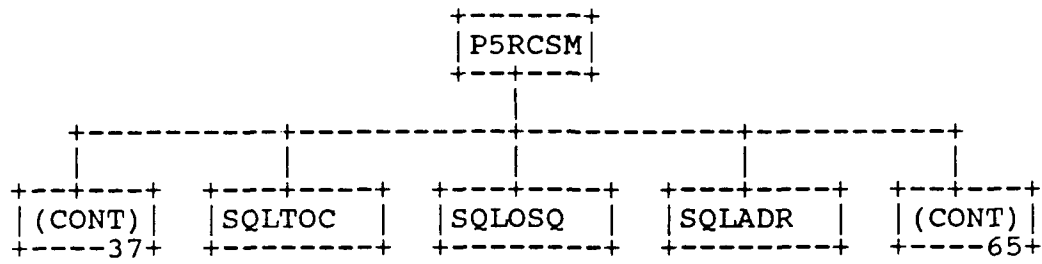 P5RCSM
(CONT) SQLTOC SQLOSQ SQLADR (CONT)
37 65